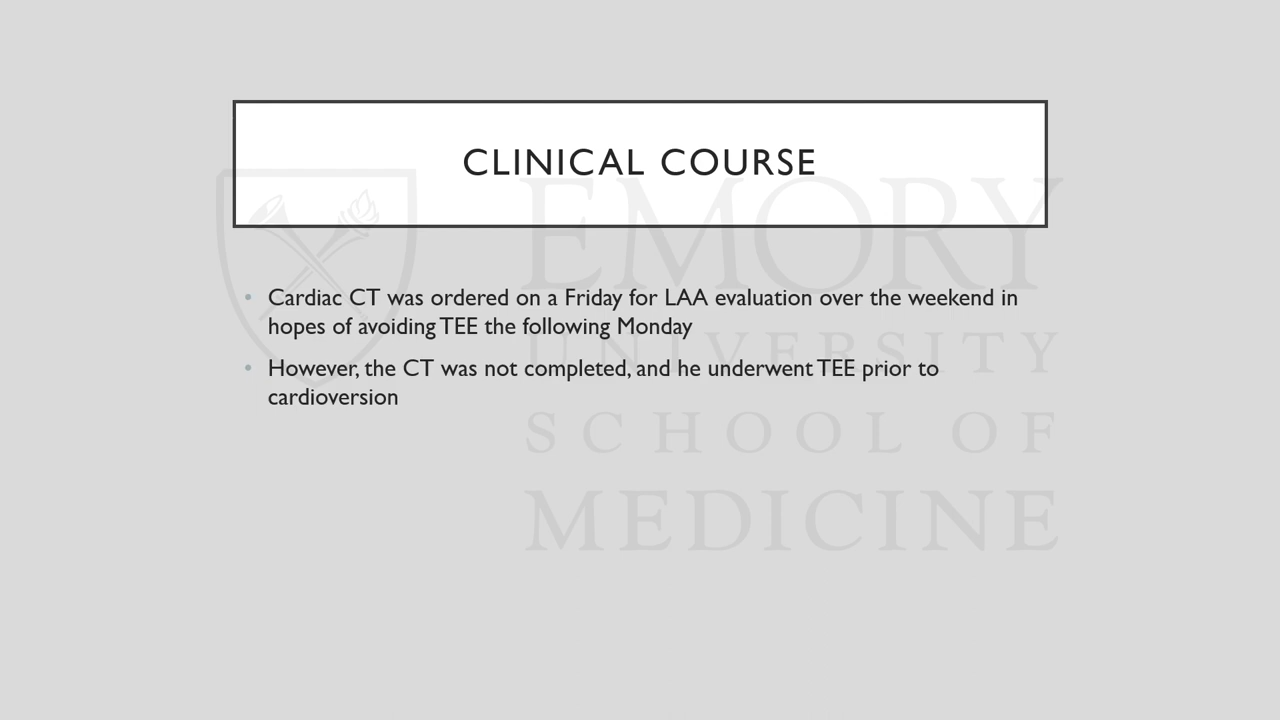 CLINICAL COURSE
• Cardiac CT was ordered on a Friday for LAA evaluation over the weekend in
hopes of avoiding TEE the following Monday
• However, the CT was not completed, and he underwent TEE prior to
cardioversion
EMORY
UNIVERSITY
SCHOOL OF
MEDICINE